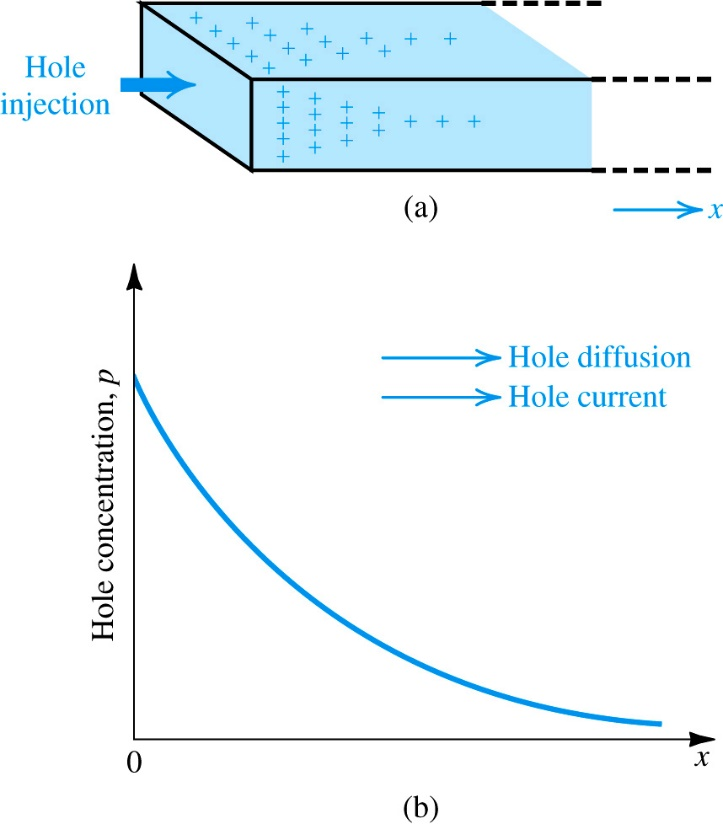 Hole
injection
(a)
x
Hole concentration, p
Hole diffusion
Hole current
0
x
(b)